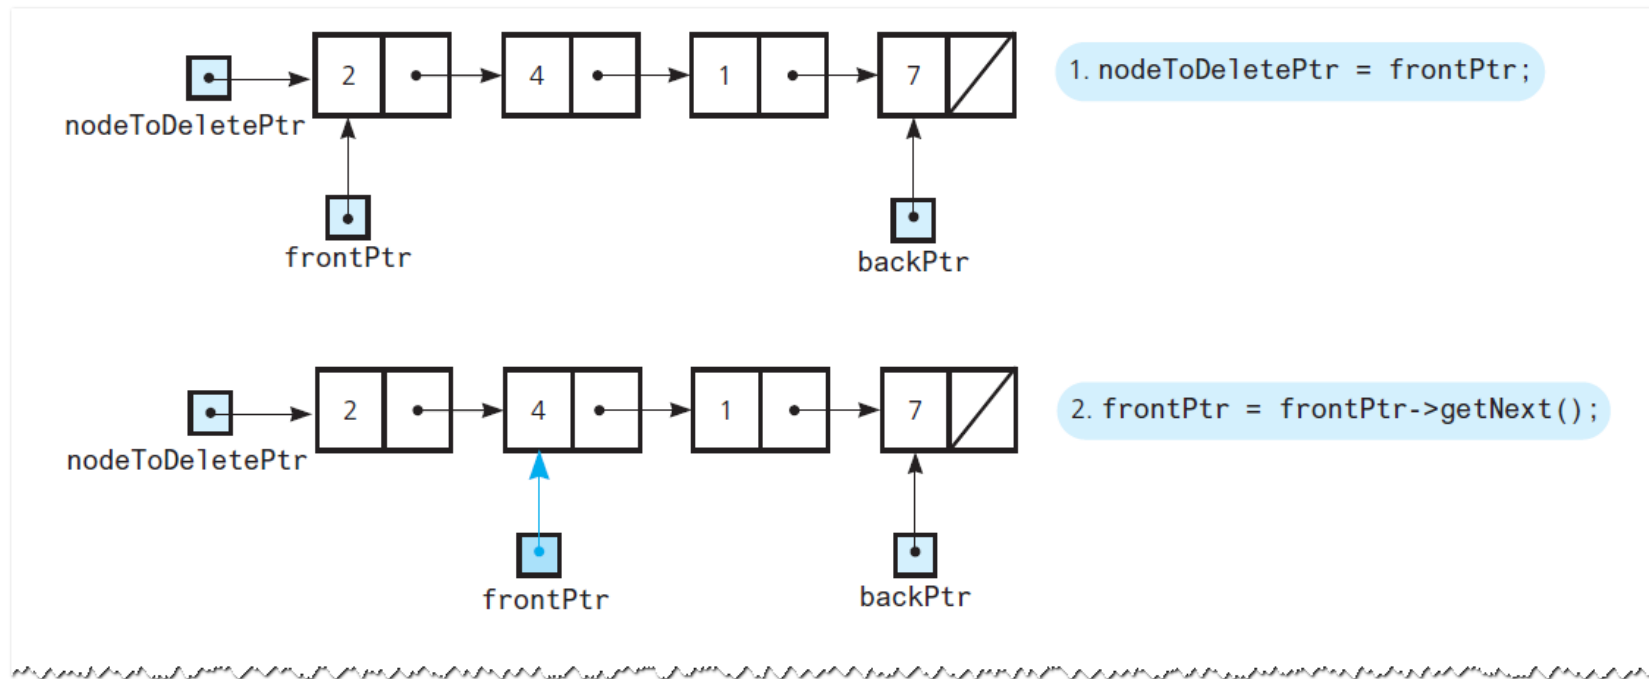 2 4 1 7 1. nodeToDeletePtr = frontPtr;
nodeToDeletePtr
frontPtr backPtr
2 4 1 7 2. frontPtr = frontPtr->getNext();
nodeToDeletePtr
frontPtr backPtr